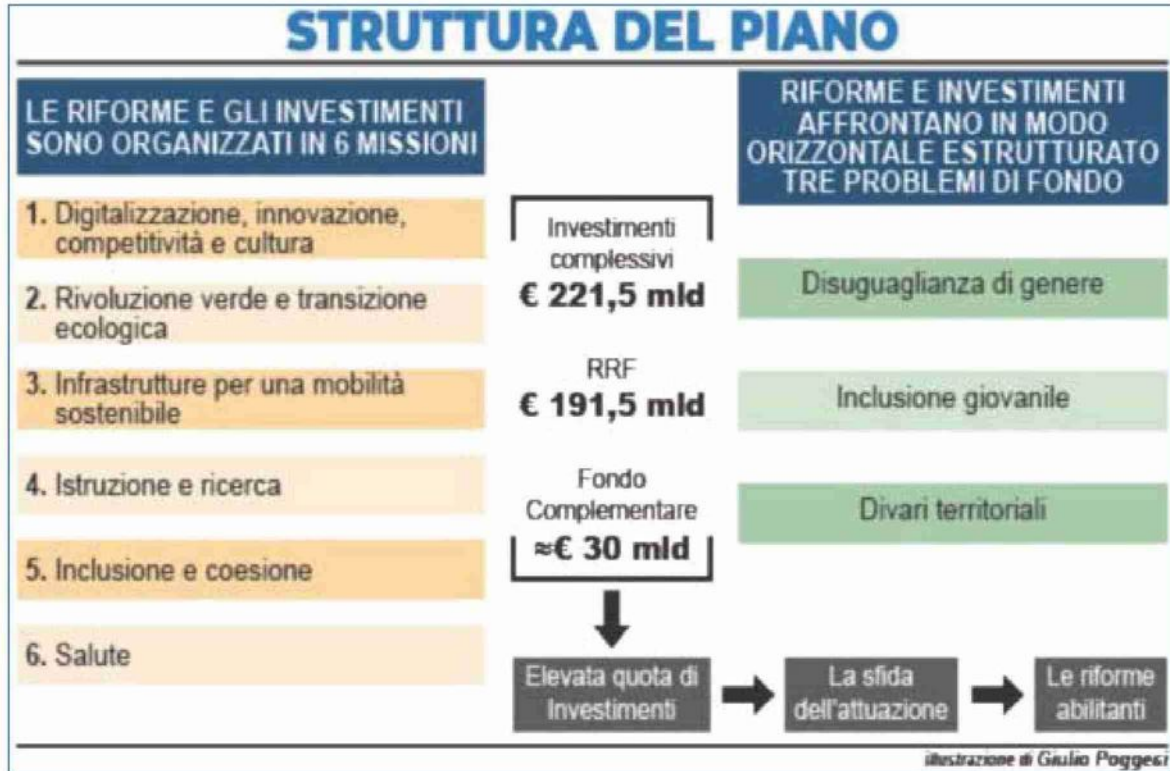 STRUTTURA DEL PIANO
LE RIFORME E GLI INVESTIMENTI
SONO ORGANIZZATI IN 6 MISSIONI
1. Digitalizzazione, innovazione,
competitività e cultura
2. Rivoluzione verde e transizione
ecologica
3. Infrastrutture per una mobilità
sostenibile
4. Istruzione e ricerca
5. Inclusione e coesione
6. Salute
Investimenti
complessivi
€ 221,5 mld
RRF
€ 191,5 mld
Fondo
Complementare
≈€ 30 mld
RIFORME E INVESTIMENTI
AFFRONTANO IN MODO
ORIZZONTALE ESTRUTTURATO
TRE PROBLEMI DI FONDO
Disuguaglianza di genere
Inclusione giovanile
Divari territoriali
Elevata quota di
Investimenti
La sfida
dell'attuazione
Le riforme
abilitanti
illustrazione di Giulio Poggesi